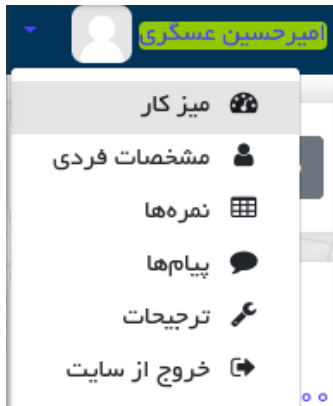 امیرحسین عسگری
میز کار
مشخصات فردی
نمره‌ها
پیام‌ها
ترجیحات
خروج از سایت